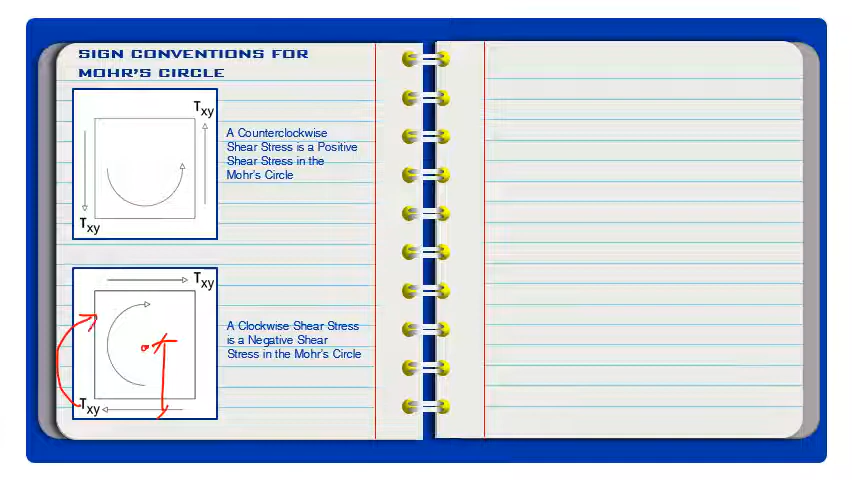 SIGN CONVENTIONS FOR
MOHR'S CIRCLE
Txy
A Counterclockwise
Shear Stress is a Positive
Shear Stress in the
Mohr's Circle
Txy
Txy
A Clockwise Shear Stress
is a Negative Shear
Stress in the Mohr's Circle
Txy